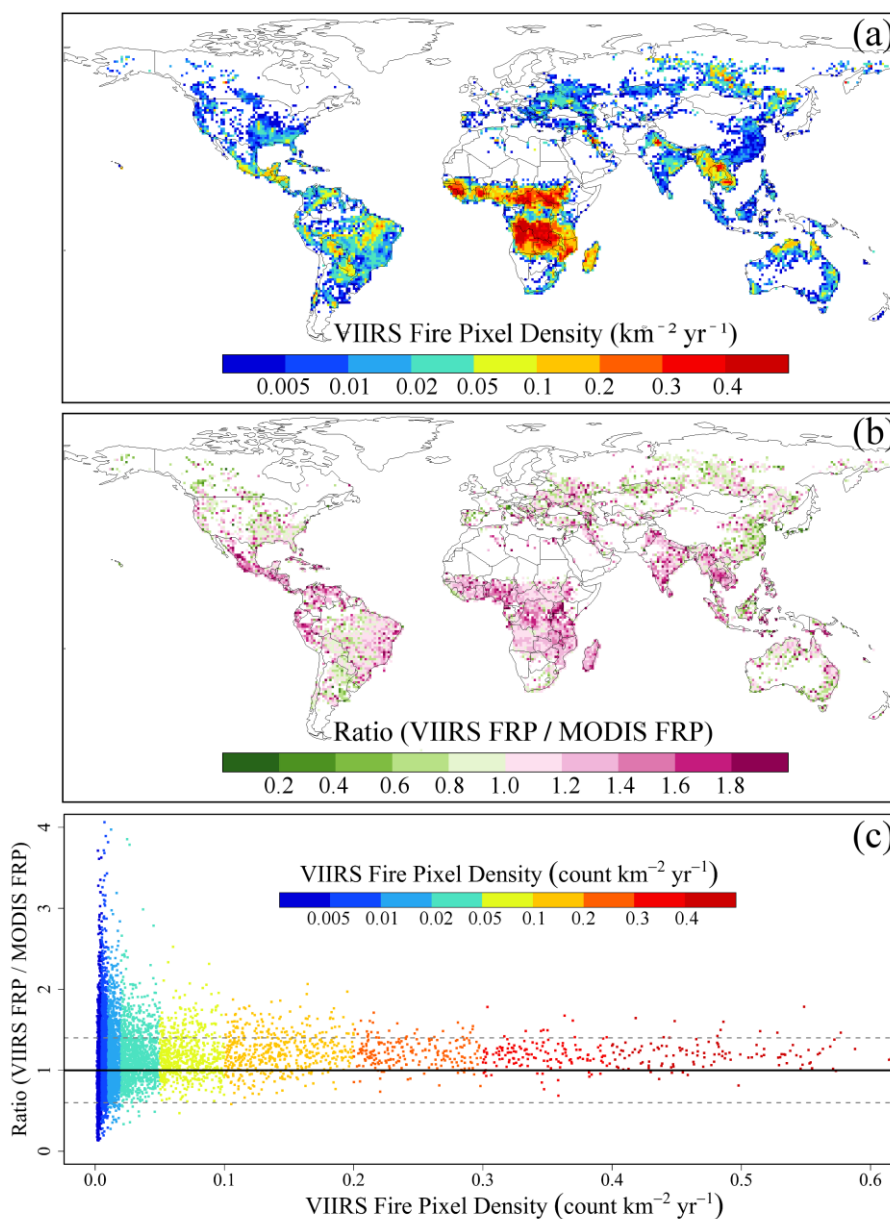 (a)
VIIRS Fire Pixel Density (km⁻² yr⁻¹)
0.005 0.01 0.02 0.05 0.1 0.2 0.3 0.4
(b)
Ratio (VIIRS FRP / MODIS FRP)
0.2 0.4 0.6 0.8 1.0 1.2 1.4 1.6 1.8
(c)
VIIRS Fire Pixel Density (count km⁻² yr⁻¹)
0.005 0.01 0.02 0.05 0.1 0.2 0.3 0.4
Ratio (VIIRS FRP / MODIS FRP)
4
3
2
1
0
0.0 0.1 0.2 0.3 0.4 0.5 0.6
VIIRS Fire Pixel Density (count km⁻² yr⁻¹)